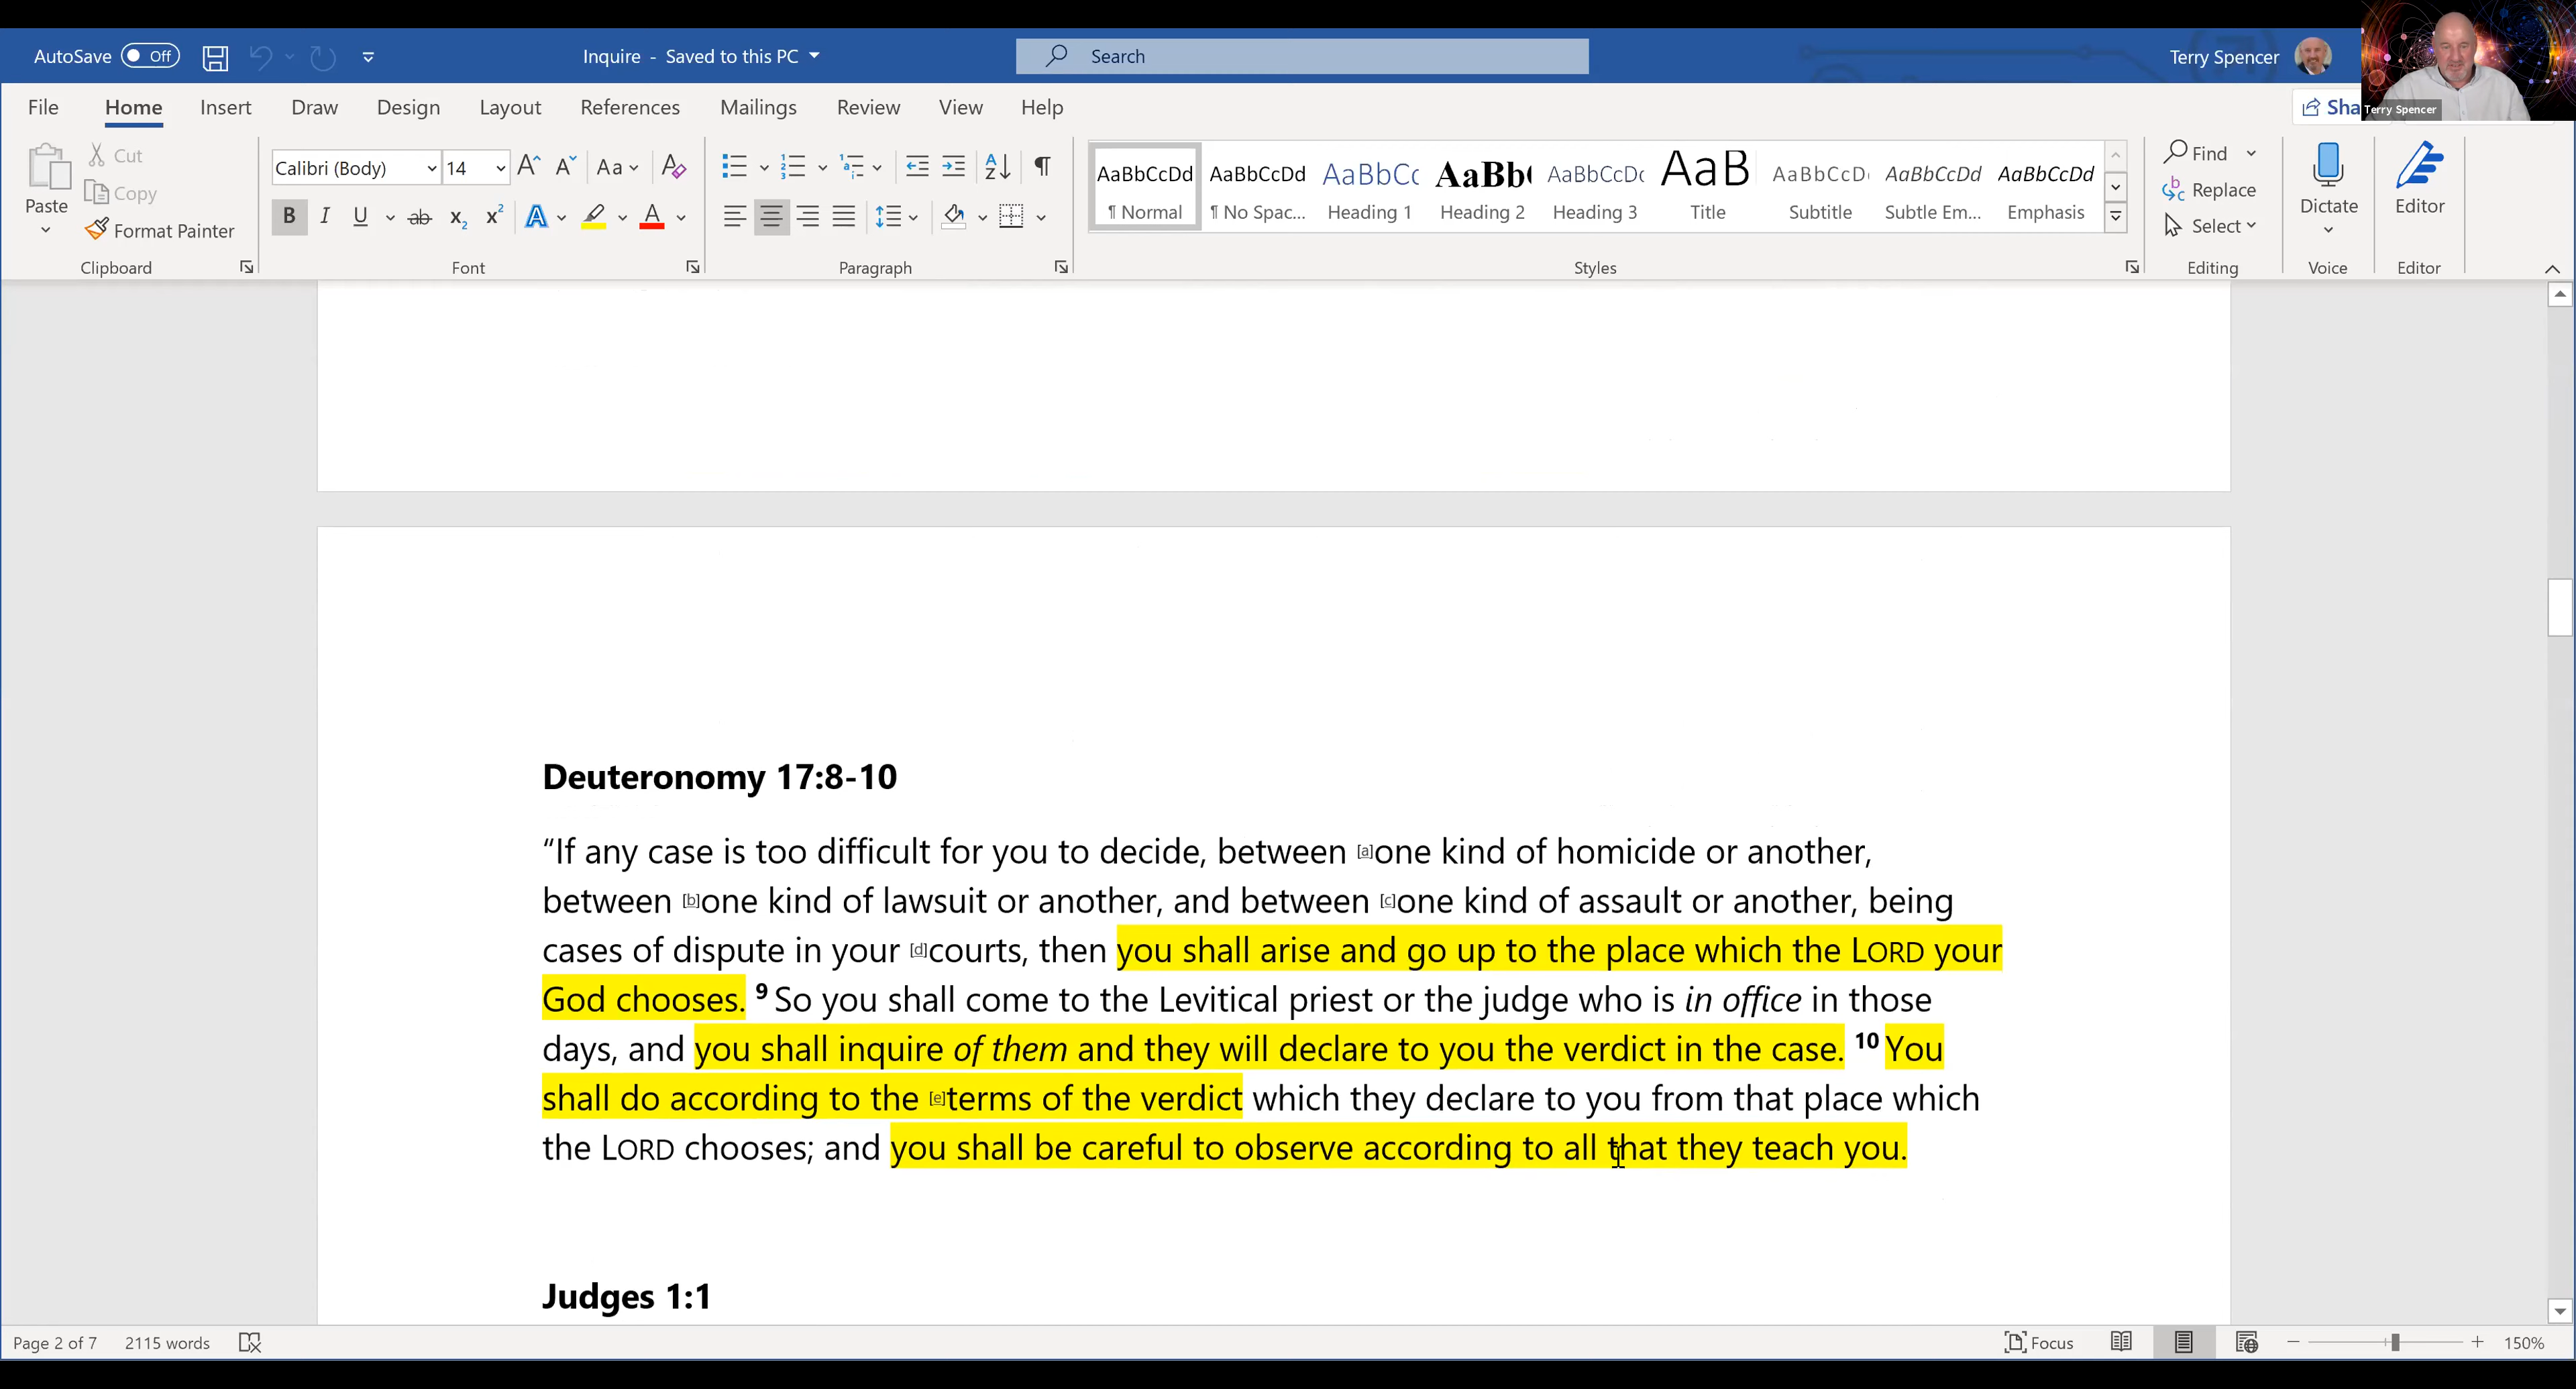 AutoSave Off Inquire - Saved to this PC Search Terry Spencer
File Home Insert Draw Design Layout References Mailings Review View Help Sha Terry Spencer
Paste Cut Copy Format Painter Calibri (Body) 14 Aa AaBbCcDd AaBbCcDd AaBbCc AaBb( AaBbCcDc AaB AaBbCcD AaBbCcDd AaBbCcDd Find Replace Select Dictate Editor
¶ Normal ¶ No Spac... Heading 1 Heading 2 Heading 3 Title Subtitle Subtle Em... Emphasis
Clipboard Font Paragraph Styles Editing Voice Editor
Deuteronomy 17:8-10
“If any case is too difficult for you to decide, between [a]one kind of homicide or another,
between [b]one kind of lawsuit or another, and between [c]one kind of assault or another, being
cases of dispute in your [d]courts, then you shall arise and go up to the place which the LORD your
God chooses. 9 So you shall come to the Levitical priest or the judge who is in office in those
days, and you shall inquire of them and they will declare to you the verdict in the case. 10 You
shall do according to the [e]terms of the verdict which they declare to you from that place which
the LORD chooses; and you shall be careful to observe according to all that they teach you.
Judges 1:1
Page 2 of 7 2115 words Focus 150%